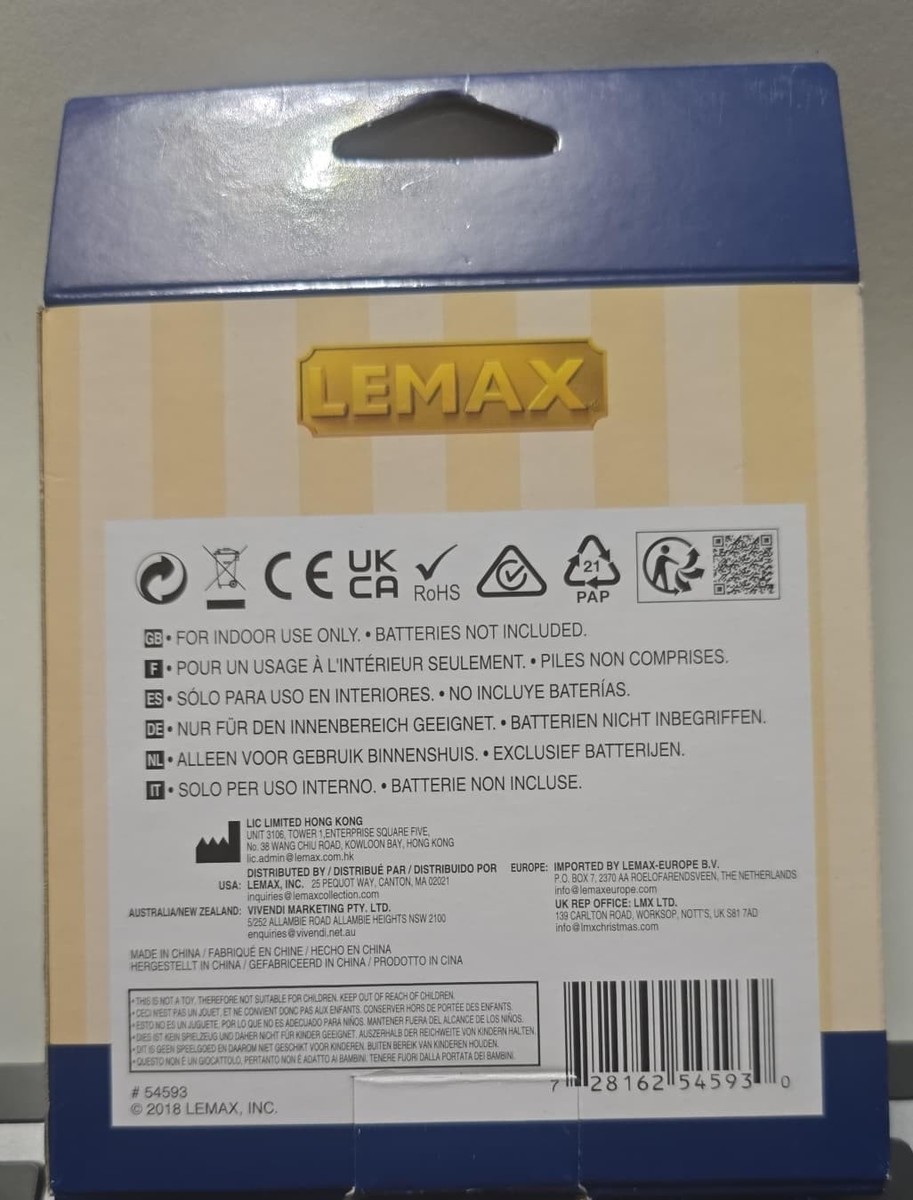 LEMAX
CE UK CA RoHS 21 PAP
GB • FOR INDOOR USE ONLY. • BATTERIES NOT INCLUDED.
F • POUR UN USAGE À L'INTÉRIEUR SEULEMENT. • PILES NON COMPRISES.
ES • SÓLO PARA USO EN INTERIORES. • NO INCLUYE BATERÍAS.
DE • NUR FÜR DEN INNENBEREICH GEEIGNET. • BATTERIEN NICHT INBEGRIFFEN.
NL • ALLEEN VOOR GEBRUIK BINNENSHUIS. • EXCLUSIEF BATTERIJEN.
IT • SOLO PER USO INTERNO. • BATTERIE NON INCLUSE.
LIC LIMITED HONG KONG
UNIT 3106, TOWER 1,ENTERPRISE SQUARE FIVE,
No. 38 WANG CHIU ROAD, KOWLOON BAY, HONG KONG
lic.admin@lemax.com.hk
DISTRIBUTED BY / DISTRIBUÉ PAR / DISTRIBUIDO POR
USA: LEMAX, INC. 25 PEQUOT WAY, CANTON, MA 02021
inquiries@lemaxcollection.com
AUSTRALIA/NEW ZEALAND: VIVENDI MARKETING PTY. LTD.
5/252 ALLAMBIE ROAD ALLAMBIE HEIGHTS NSW 2100
enquiries@vivendi.net.au
EUROPE: IMPORTED BY LEMAX-EUROPE B.V.
P.O. BOX 7, 2370 AA ROELOFARENDSVEEN, THE NETHERLANDS
info@lemaxeurope.com
UK REP OFFICE: LMX LTD.
139 CARLTON ROAD, WORKSOP, NOTT'S, UK S81 7AD
info@lmxchristmas.com
MADE IN CHINA / FABRIQUÉ EN CHINE / HECHO EN CHINA
HERGESTELLT IN CHINA / GEFABRICEERD IN CHINA / PRODOTTO IN CINA
• THIS IS NOT A TOY, THEREFORE NOT SUITABLE FOR CHILDREN. KEEP OUT OF REACH OF CHILDREN.
• CECI N'EST PAS UN JOUET, ET NE CONVIENT DONC PAS AUX ENFANTS. CONSERVER HORS DE PORTÉE DES ENFANTS.
• ESTO NO ES UN JUGUETE, POR LO QUE NO ES ADECUADO PARA NIÑOS. MANTENER FUERA DEL ALCANCE DE LOS NIÑOS.
• DIES IST KEIN SPIELZEUG UND DAHER NICHT FÜR KINDER GEEIGNET. AUSZERHALB DER REICHWEITE VON KINDERN HALTEN.
• DIT IS GEEN SPEELGOED EN DAAROM NIET GESCHIKT VOOR KINDEREN. BUITEN BEREIK VAN KINDEREN HOUDEN.
• QUESTO NON È UN GIOCATTOLO, PERTANTO NON È ADATTO AI BAMBINI. TENERE FUORI DALLA PORTATA DEI BAMBINI.
# 54593
© 2018 LEMAX, INC.
7 28162 54593 0